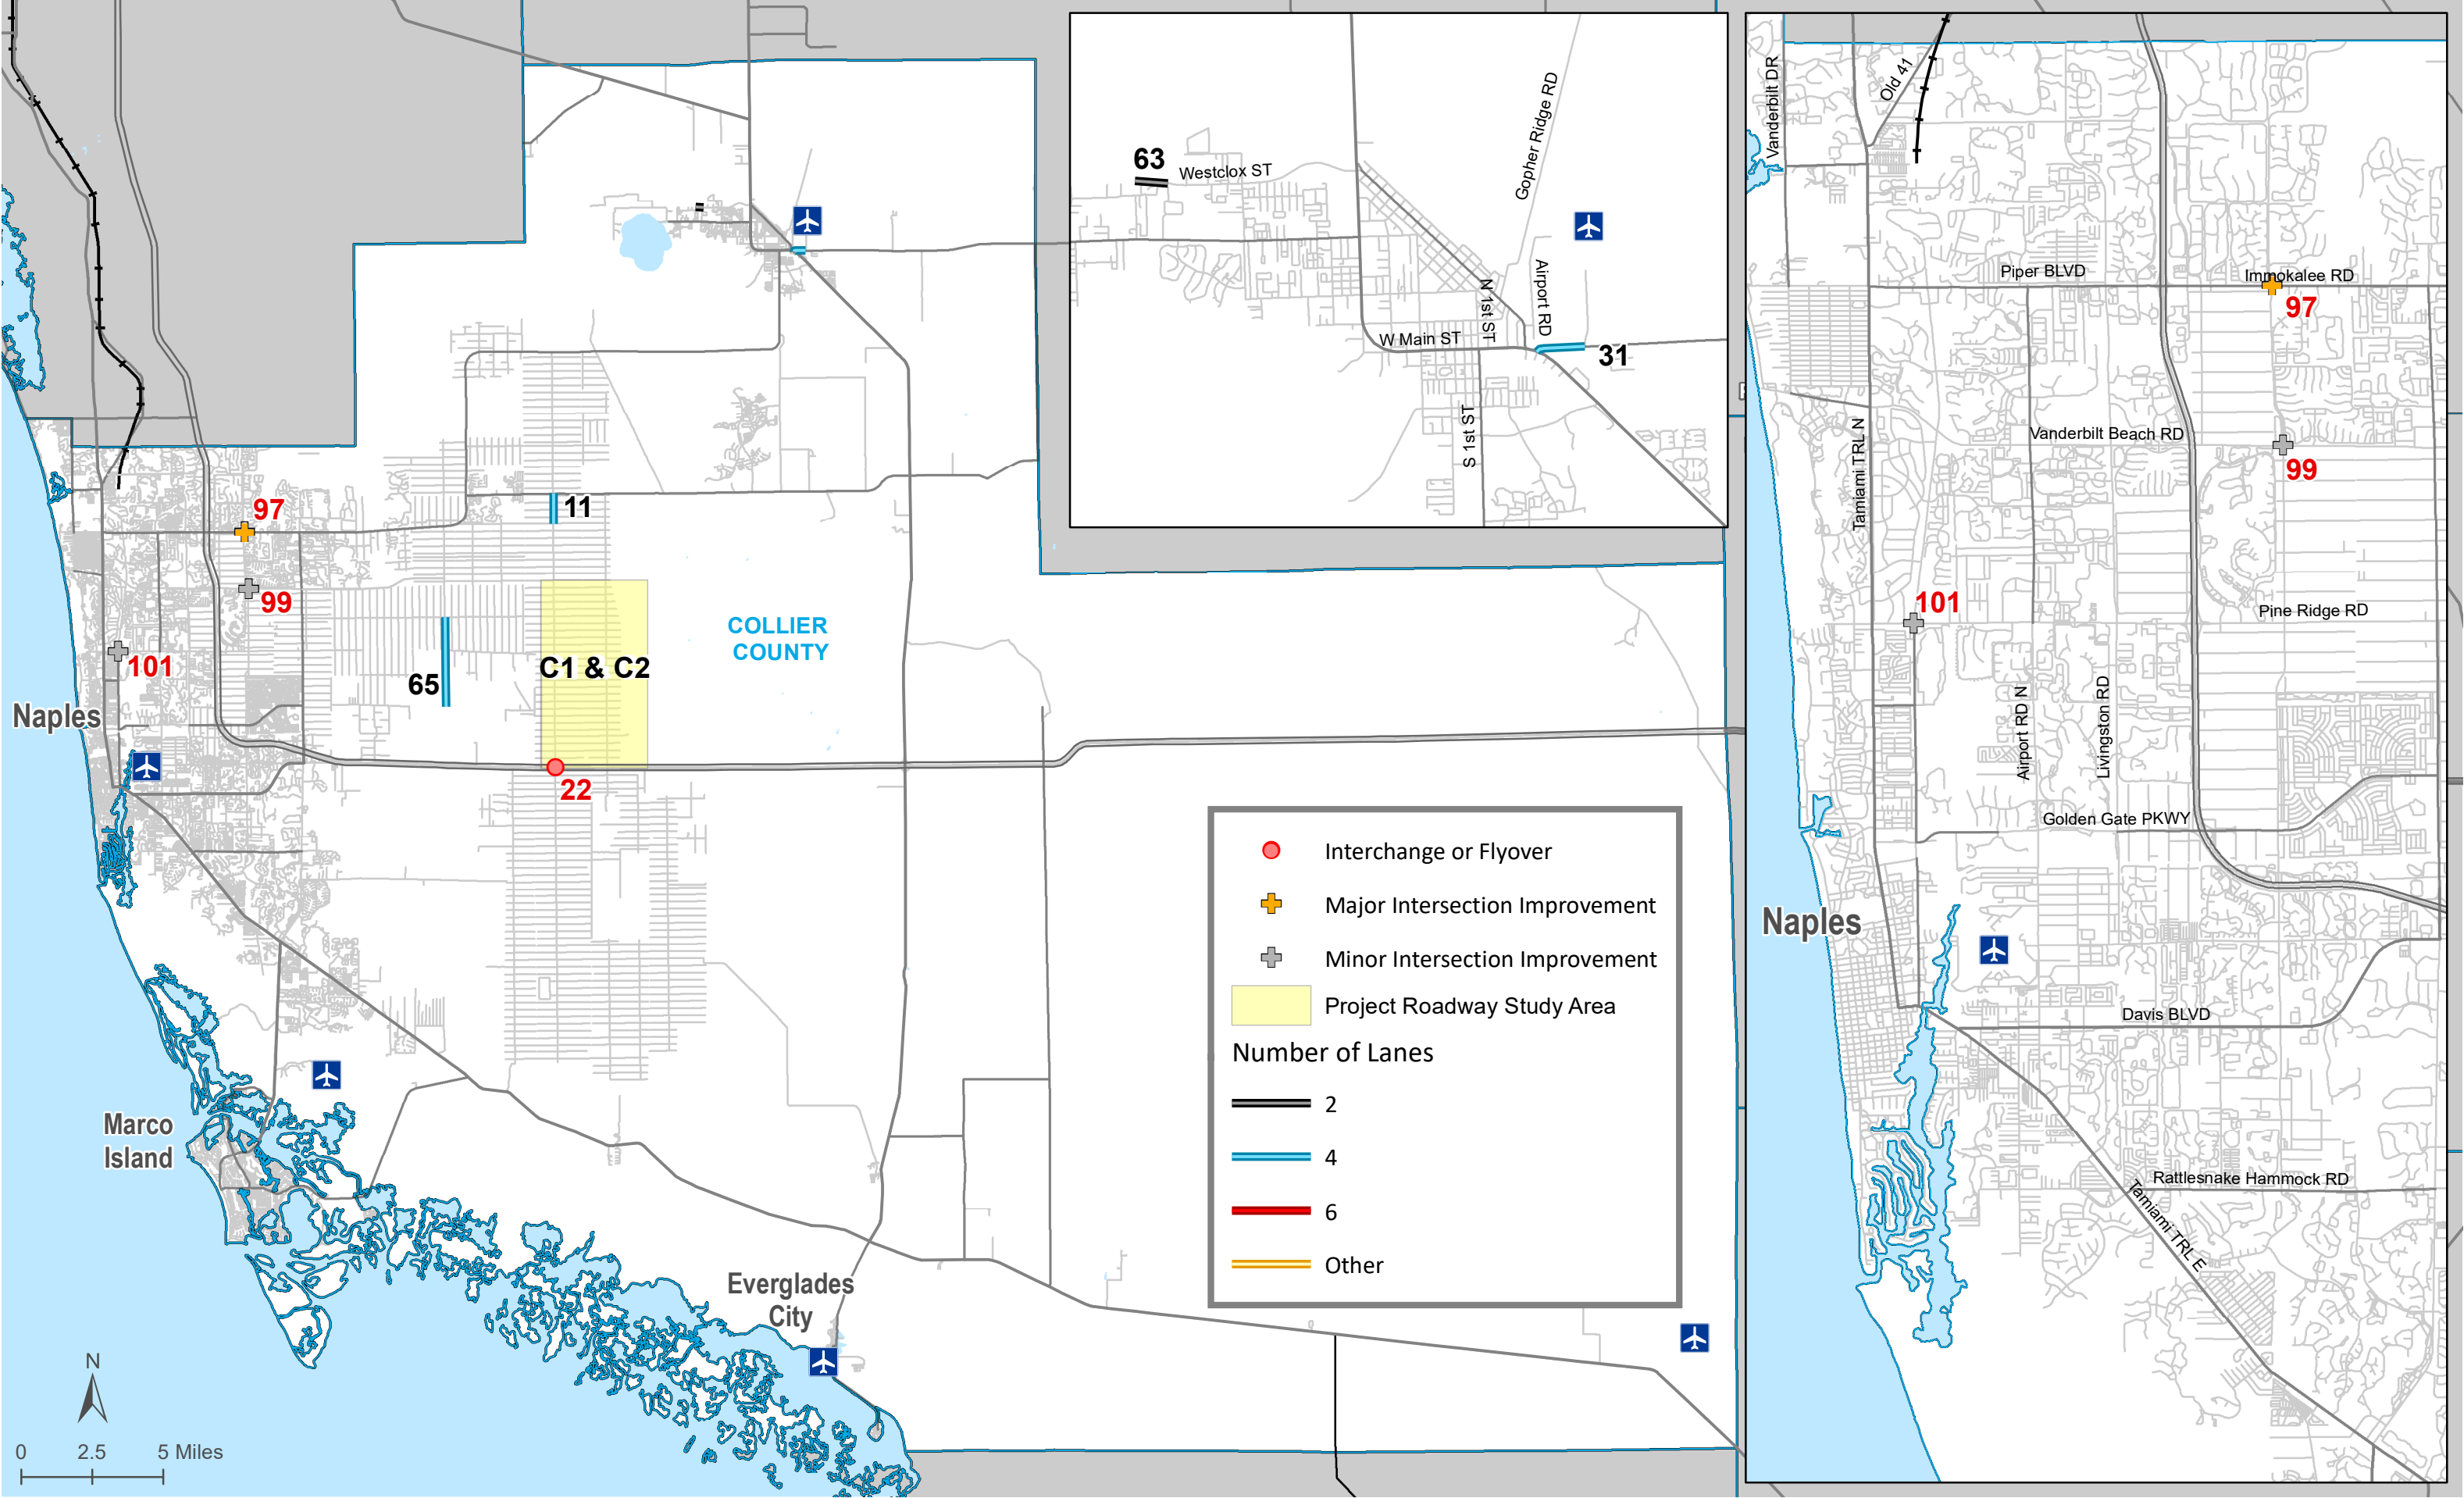 97
99
101
11
65
C1 & C2
22
COLLIER
COUNTY
Naples
Marco
Island
Everglades
City
N
0 2.5 5 Miles
63
Westclox ST
Gopher Ridge RD
Airport RD
N 1st ST
W Main ST
31
S 1st ST
Interchange or Flyover
Major Intersection Improvement
Minor Intersection Improvement
Project Roadway Study Area
Number of Lanes
2
4
6
Other
Vanderbilt DR
Old 41
Piper BLVD
Immokalee RD
97
Tamiami TRL N
Vanderbilt Beach RD
99
101
Pine Ridge RD
Airport RD N
Livingston RD
Golden Gate PKWY
Naples
Davis BLVD
Rattlesnake Hammock RD
Tamiami TRL E